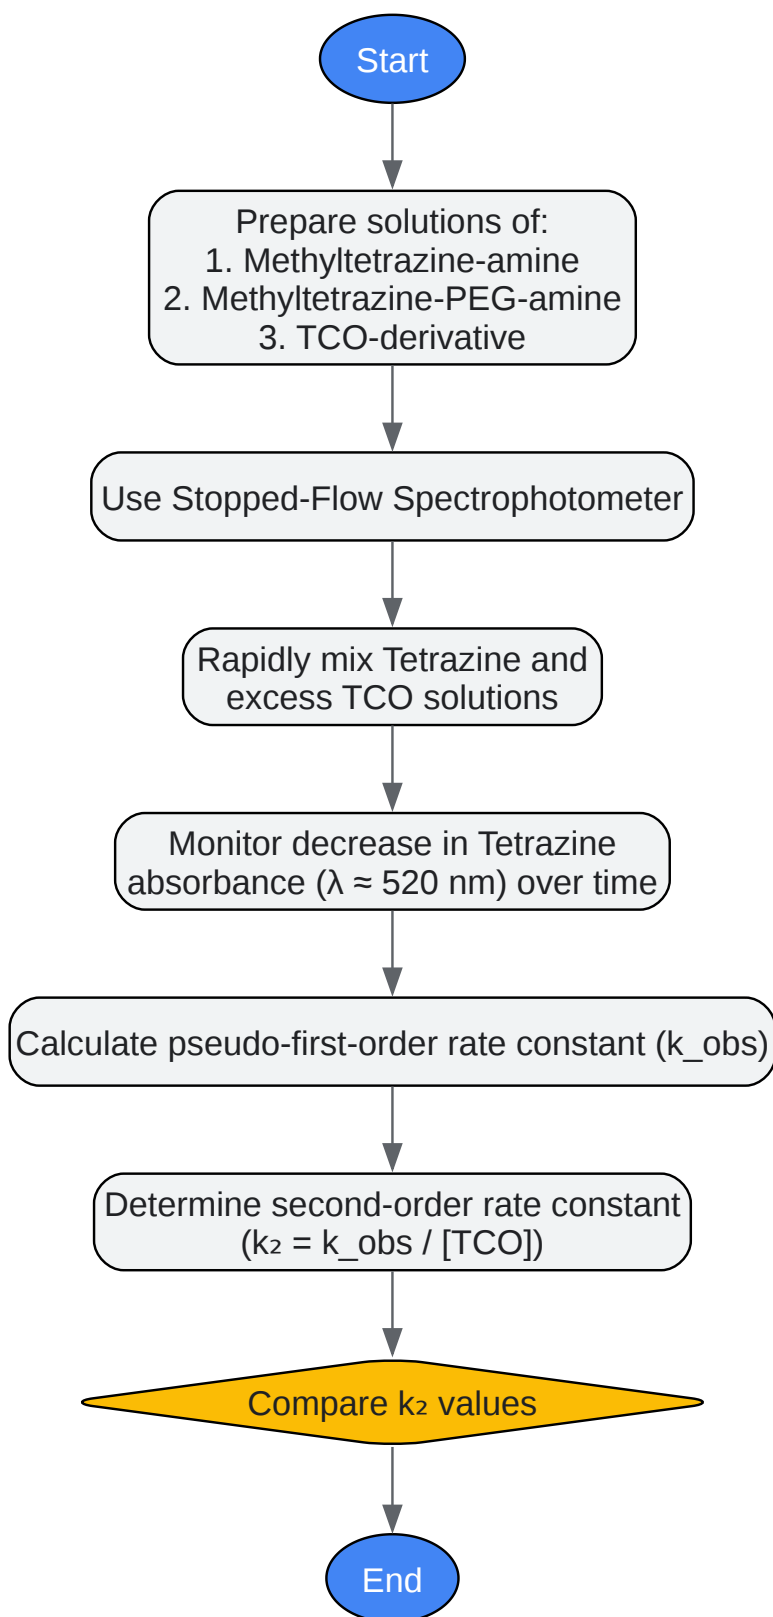 Start
Prepare solutions of:
1. Methyltetrazine-amine
2. Methyltetrazine-PEG-amine
3. TCO-derivative
Use Stopped-Flow Spectrophotometer
Rapidly mix Tetrazine and
excess TCO solutions
Monitor decrease in Tetrazine
absorbance (λ ≈ 520 nm) over time
Calculate pseudo-first-order rate constant (k_obs)
Determine second-order rate constant
(k₂ = k_obs / [TCO])
Compare k₂ values
End